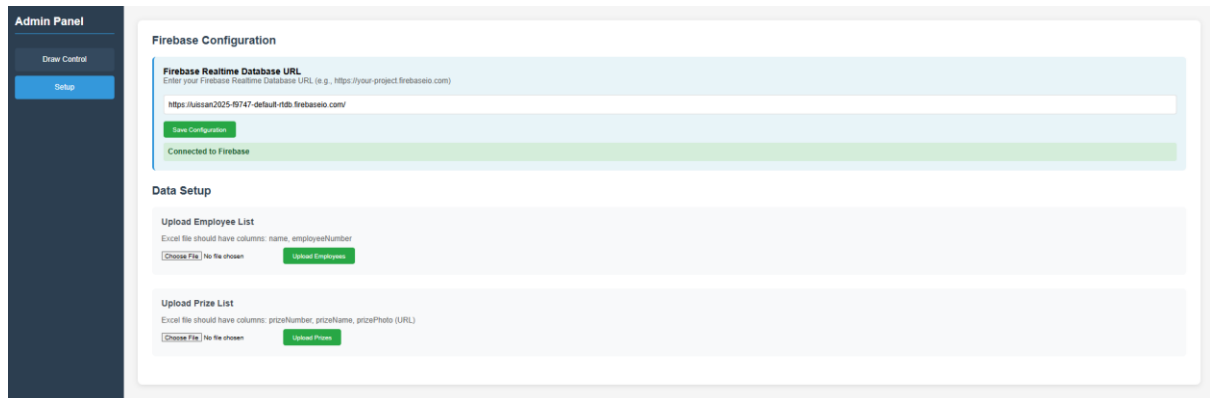 Admin Panel
Draw Control
Setup
Firebase Configuration
Firebase Realtime Database URL
Enter your Firebase Realtime Database URL (e.g., https://your-project.firebaseio.com)
https://uissan2025-f9747-default-rtdb.firebaseio.com/
Save Configuration
Connected to Firebase
Data Setup
Upload Employee List
Excel file should have columns: name, employeeNumber
Choose File No file chosen Upload Employees
Upload Prize List
Excel file should have columns: prizeNumber, prizeName, prizePhoto (URL)
Choose File No file chosen Upload Prizes